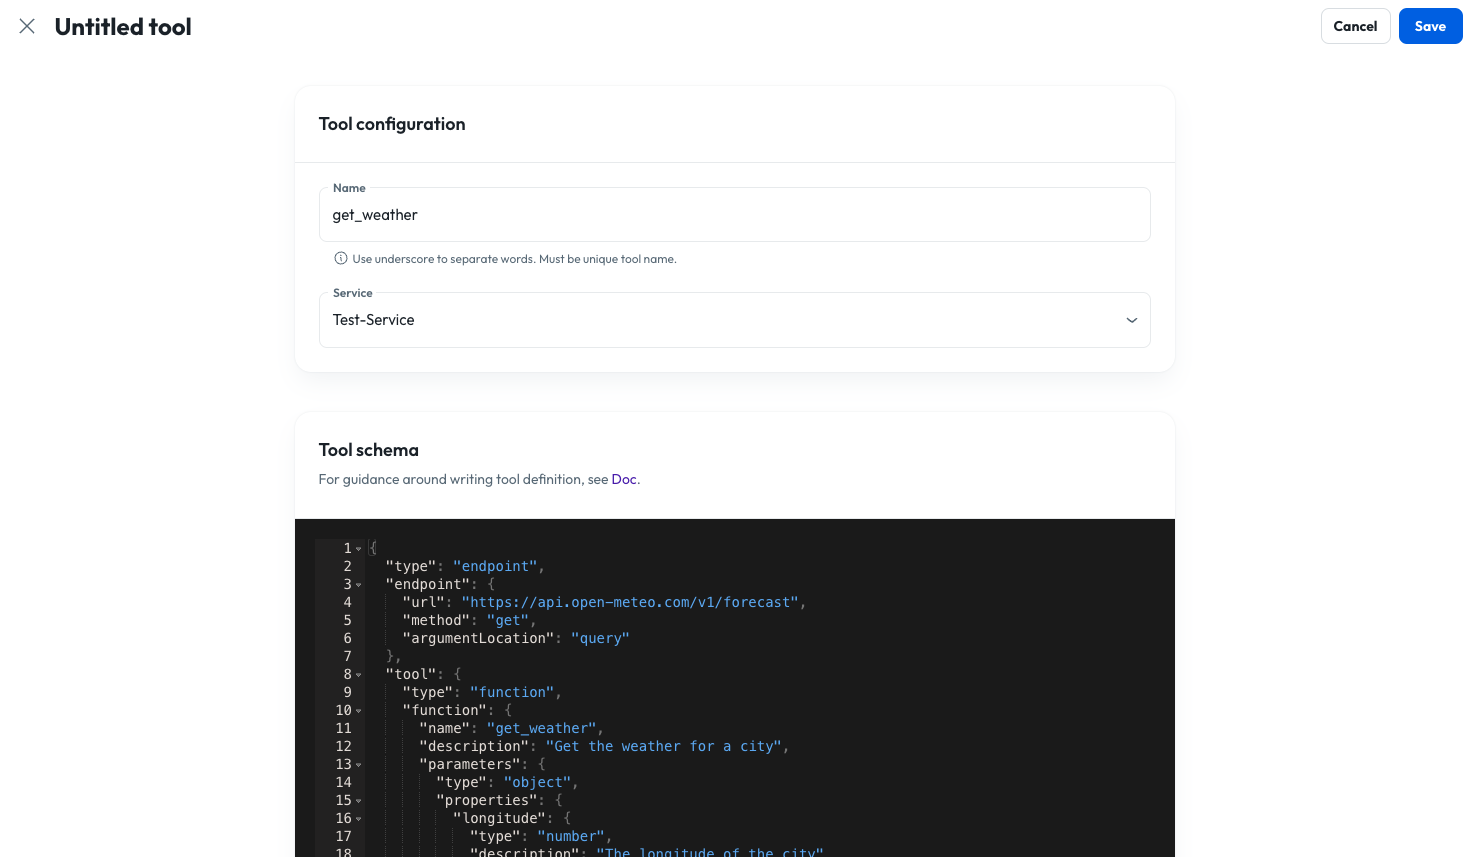 Untitled tool
Cancel
Save
Tool configuration
Name
get_weather
Use underscore to separate words. Must be unique tool name.
Service
Test-Service
Tool schema
For guidance around writing tool definition, see Doc.
1 {
2 "type": "endpoint",
3 "endpoint": {
4 "url": "https://api.open-meteo.com/v1/forecast",
5 "method": "get",
6 "argumentLocation": "query"
7 },
8 "tool": {
9 "type": "function",
10 "function": {
11 "name": "get_weather",
12 "description": "Get the weather for a city",
13 "parameters": {
14 "type": "object",
15 "properties": {
16 "longitude": {
17 "type": "number",
18 "description": "The longitude of the city"